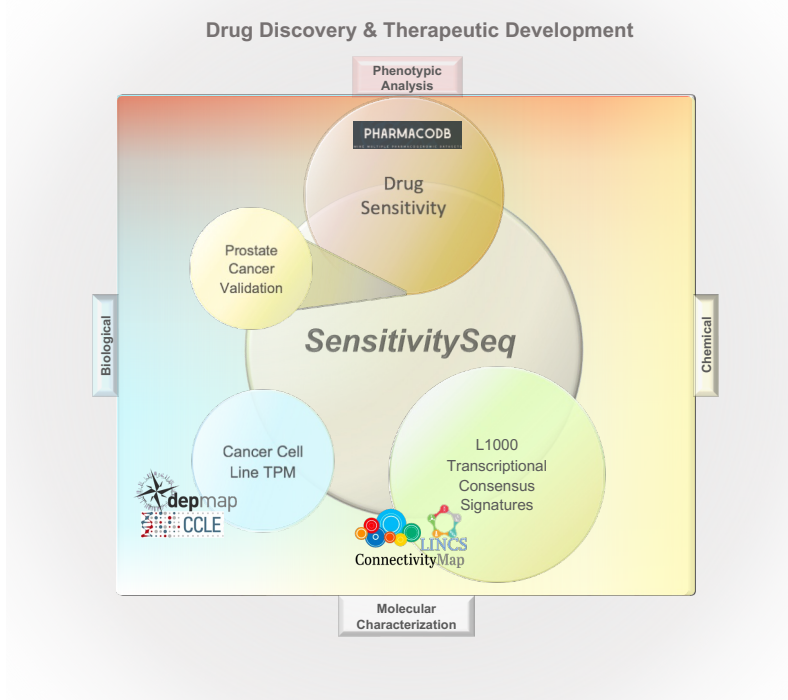 Drug Discovery & Therapeutic Development
Phenotypic
Analysis
PHARMACODB
Drug
Sensitivity
Prostate
Cancer
Validation
Biological
SensitivitySeq
Chemical
Cancer Cell
Line TPM
L1000
Transcriptional
Consensus
Signatures
depmap
CCLE
LINCS
ConnectivityMap
Molecular
Characterization